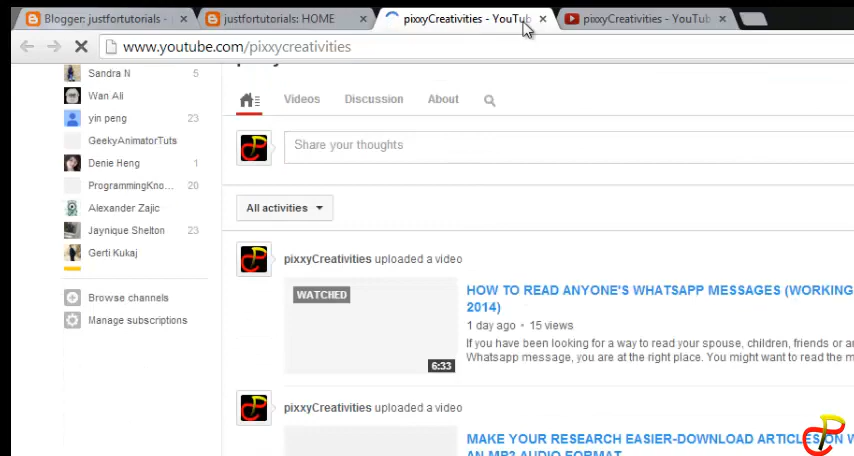 Blogger: justfortutorials -
justfortutorials: HOME
pixxyCreativities - YouTub
pixxyCreativities - YouTub
www.youtube.com/pixxycreativities
Sandra N 5
Wan Ali
yin peng 23
GeekyAnimatorTuts
Denie Heng 1
ProgrammingKno... 20
Alexander Zajic
Jaynique Shelton 23
Gerti Kukaj
Browse channels
Manage subscriptions
Videos Discussion About
Share your thoughts
All activities
pixxyCreativities uploaded a video
WATCHED
6:33
HOW TO READ ANYONE'S WHATSAPP MESSAGES (WORKING
2014)
1 day ago • 15 views
If you have been looking for a way to read your spouse, children, friends or an
Whatsapp message, you are at the right place. You might want to read the m
pixxyCreativities uploaded a video
MAKE YOUR RESEARCH EASIER-DOWNLOAD ARTICLES ON W
AN MP3 AUDIO FORMAT